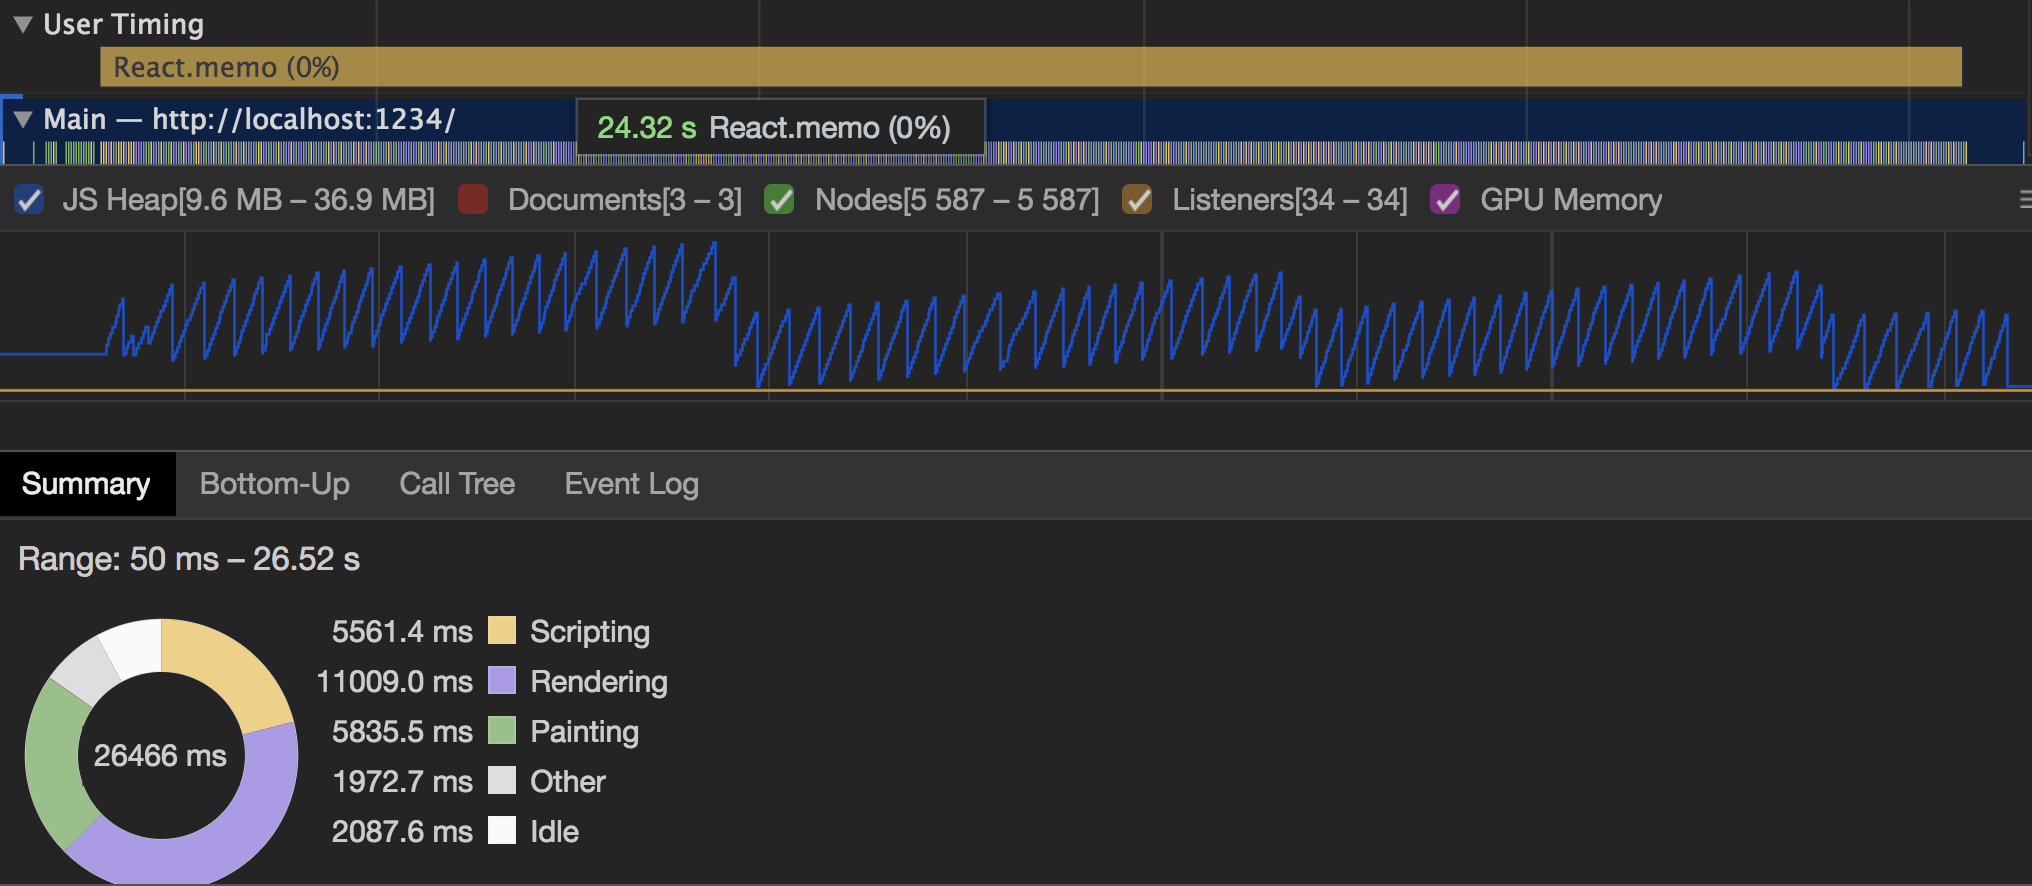 User Timing
React.memo (0%)
Main — http://localhost:1234/
24.32 s React.memo (0%)
JS Heap[9.6 MB – 36.9 MB] Documents[3 – 3] Nodes[5 587 – 5 587] Listeners[34 – 34] GPU Memory
Summary Bottom-Up Call Tree Event Log
Range: 50 ms – 26.52 s
5561.4 ms Scripting
11009.0 ms Rendering
5835.5 ms Painting
26466 ms
1972.7 ms Other
2087.6 ms Idle